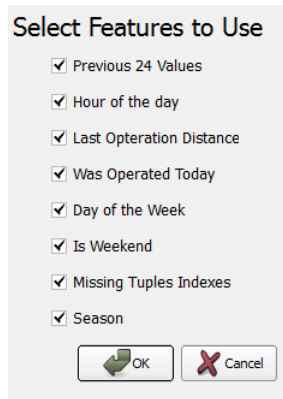 Select Features to Use
Previous 24 Values
Hour of the day
Last Opteration Distance
Was Operated Today
Day of the Week
Is Weekend
Missing Tuples Indexes
Season
OK Cancel